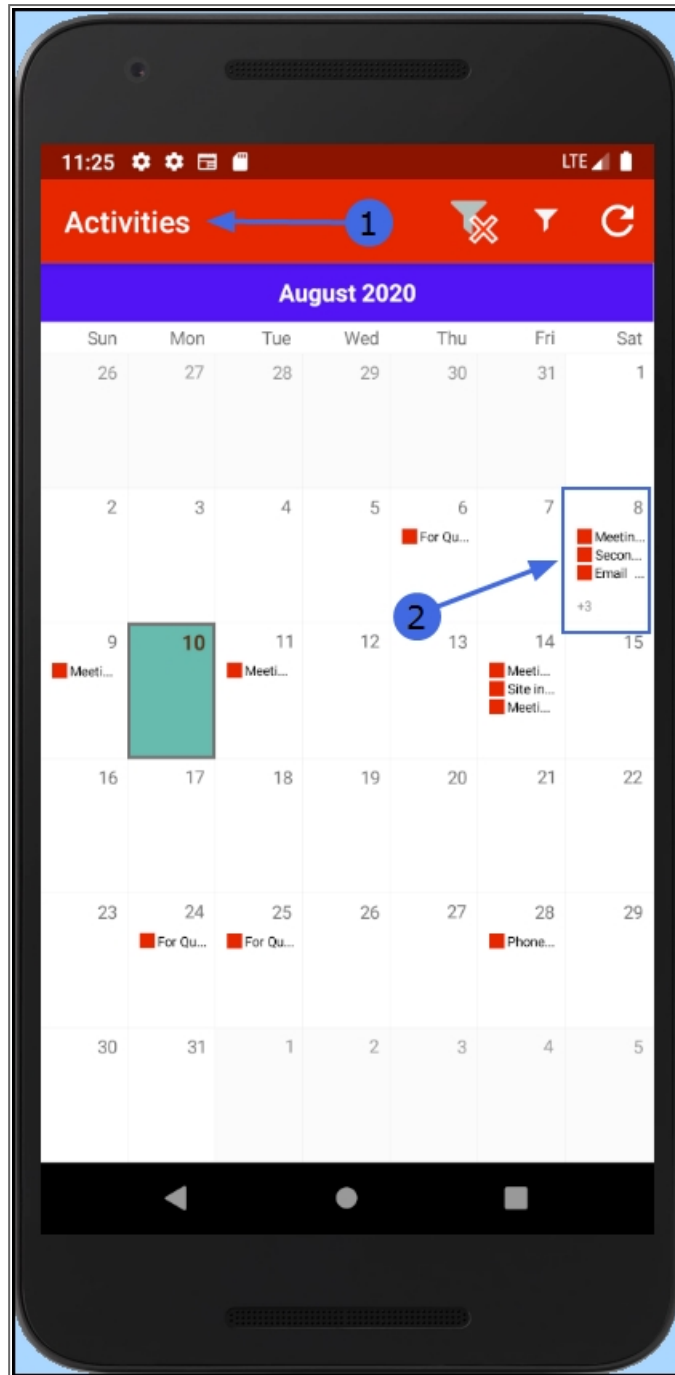 11:25 LTE
Activities 1
August 2020
Sun Mon Tue Wed Thu Fri Sat
26 27 28 29 30 31 1
2 3 4 5 6 7 8
For Qu... Meetin...
Secon...
Email ...
2 +3
9 10 11 12 13 14 15
Meeti... Meeti... Meeti...
Site in...
Meeti...
16 17 18 19 20 21 22
23 24 25 26 27 28 29
For Qu... For Qu... Phone...
30 31 1 2 3 4 5